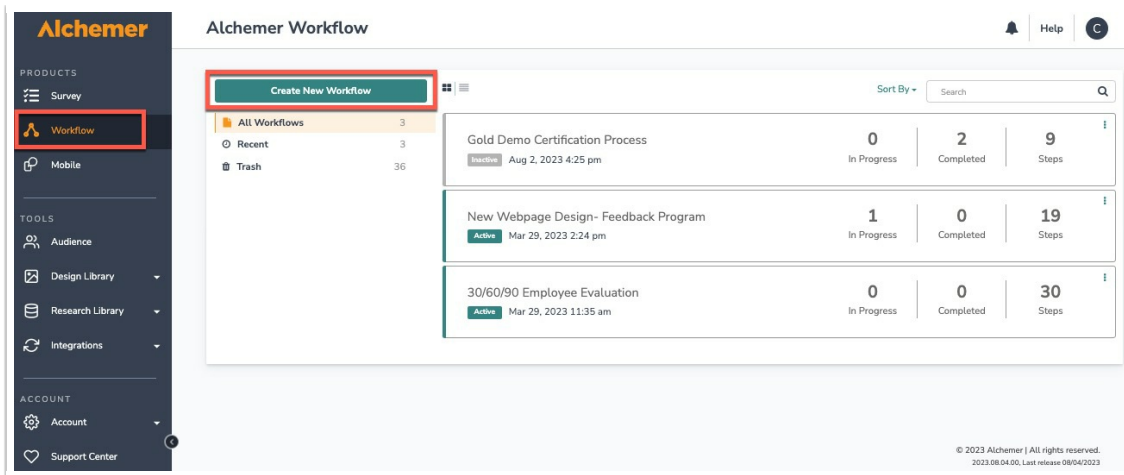 Alchemer
Alchemer Workflow
Help
C
PRODUCTS
Survey
Workflow
Mobile
TOOLS
Audience
Design Library
Research Library
Integrations
ACCOUNT
Account
Support Center
Create New Workflow
All Workflows 3
Recent 3
Trash 36
Sort By
Search
Gold Demo Certification Process
Inactive Aug 2, 2023 4:25 pm
0 2 9
In Progress Completed Steps
New Webpage Design- Feedback Program
Active Mar 29, 2023 2:24 pm
1 0 19
In Progress Completed Steps
30/60/90 Employee Evaluation
Active Mar 29, 2023 11:35 am
0 0 30
In Progress Completed Steps
© 2023 Alchemer | All rights reserved.
2023.08.04.00, Last release 08/04/2023